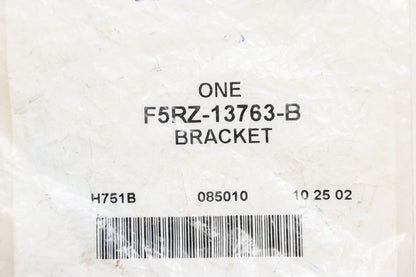 ONE
F5RZ-13763-B
BRACKET
H751B 085010 10 25 02